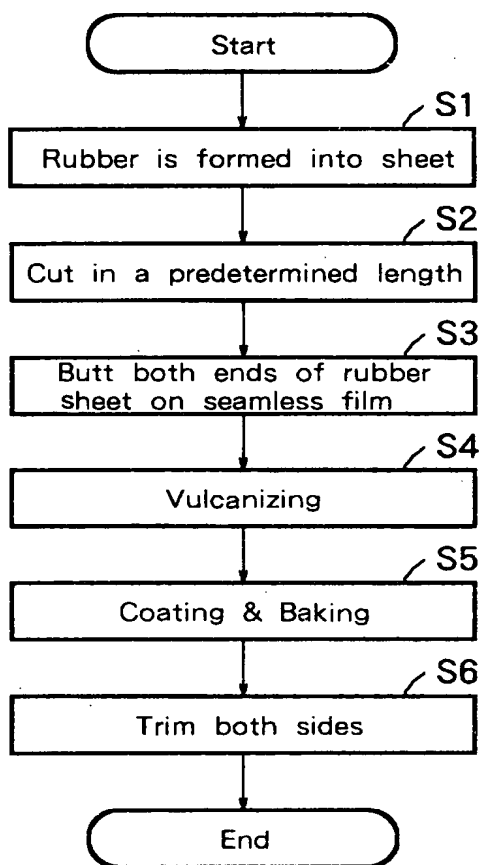 Start
S1
Rubber is formed into sheet
S2
Cut in a predetermined length
S3
Butt both ends of rubber
sheet on seamless film
S4
Vulcanizing
S5
Coating & Baking
S6
Trim both sides
End